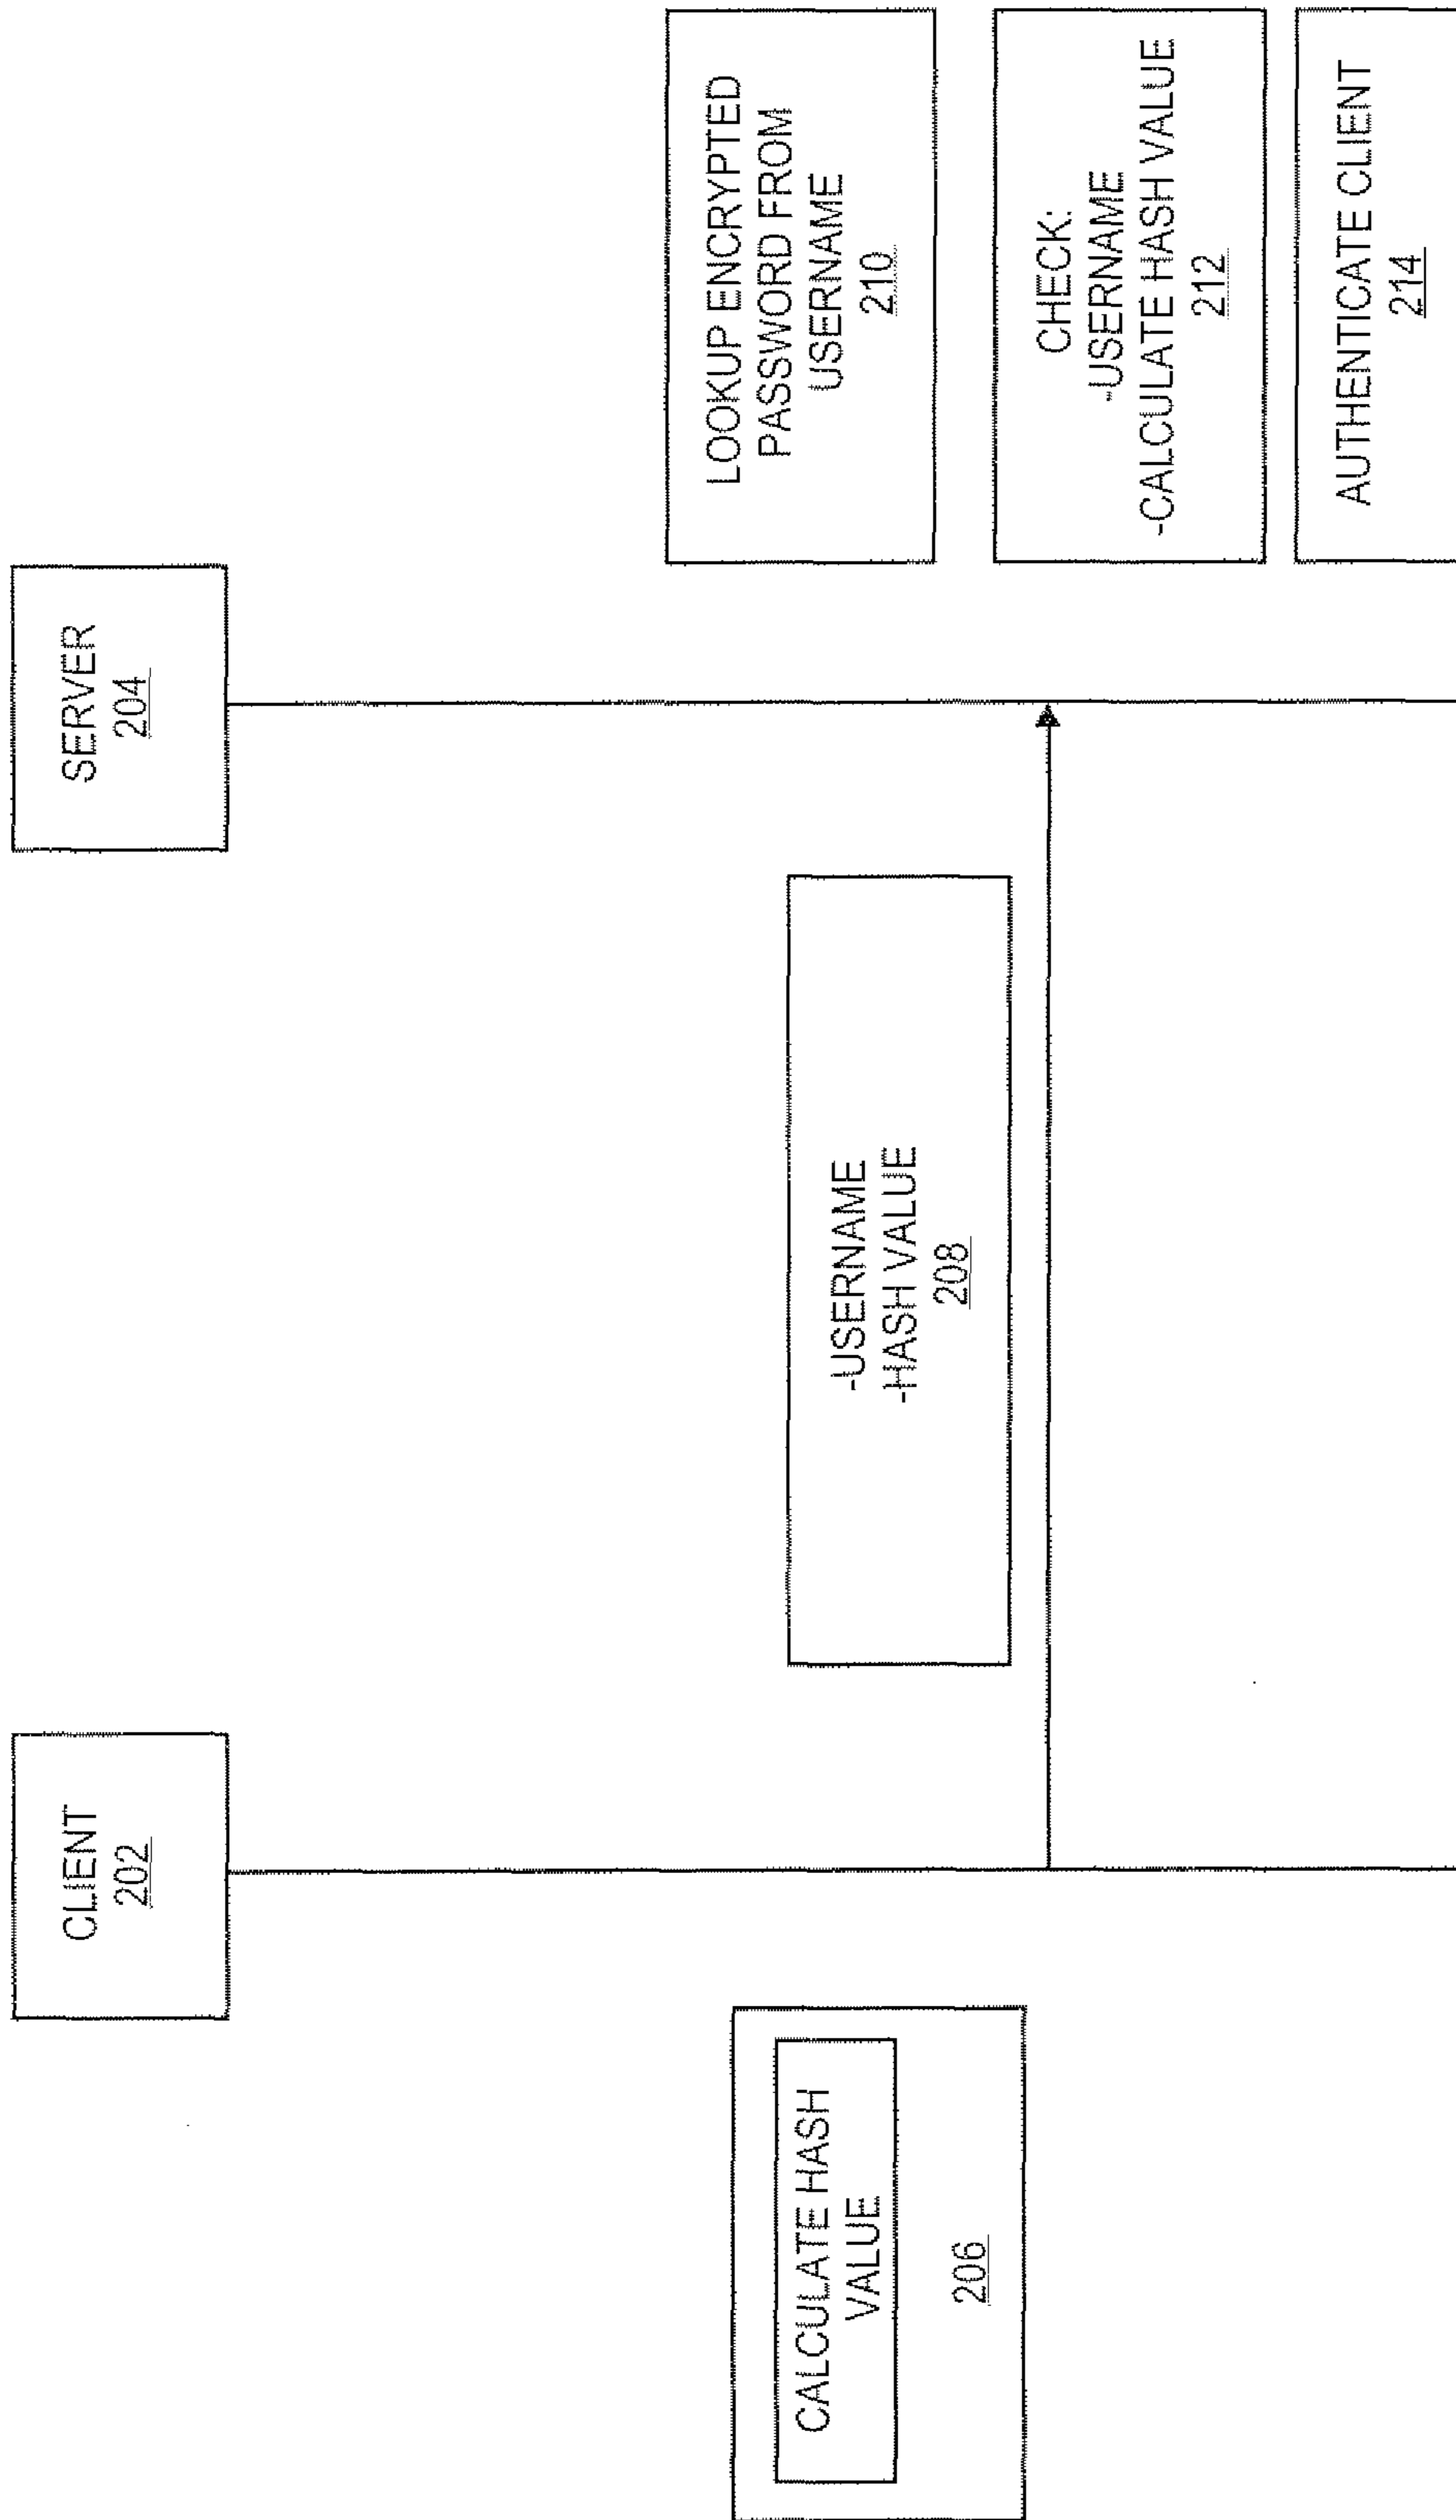 CLIENT
202
SERVER
204
CALCULATE HASH
VALUE
206
-USERNAME
-HASH VALUE
208
LOOKUP ENCRYPTED
PASSWORD FROM
USERNAME
210
CHECK:
-USERNAME
-CALCULATE HASH VALUE
212
AUTHENTICATE CLIENT
214